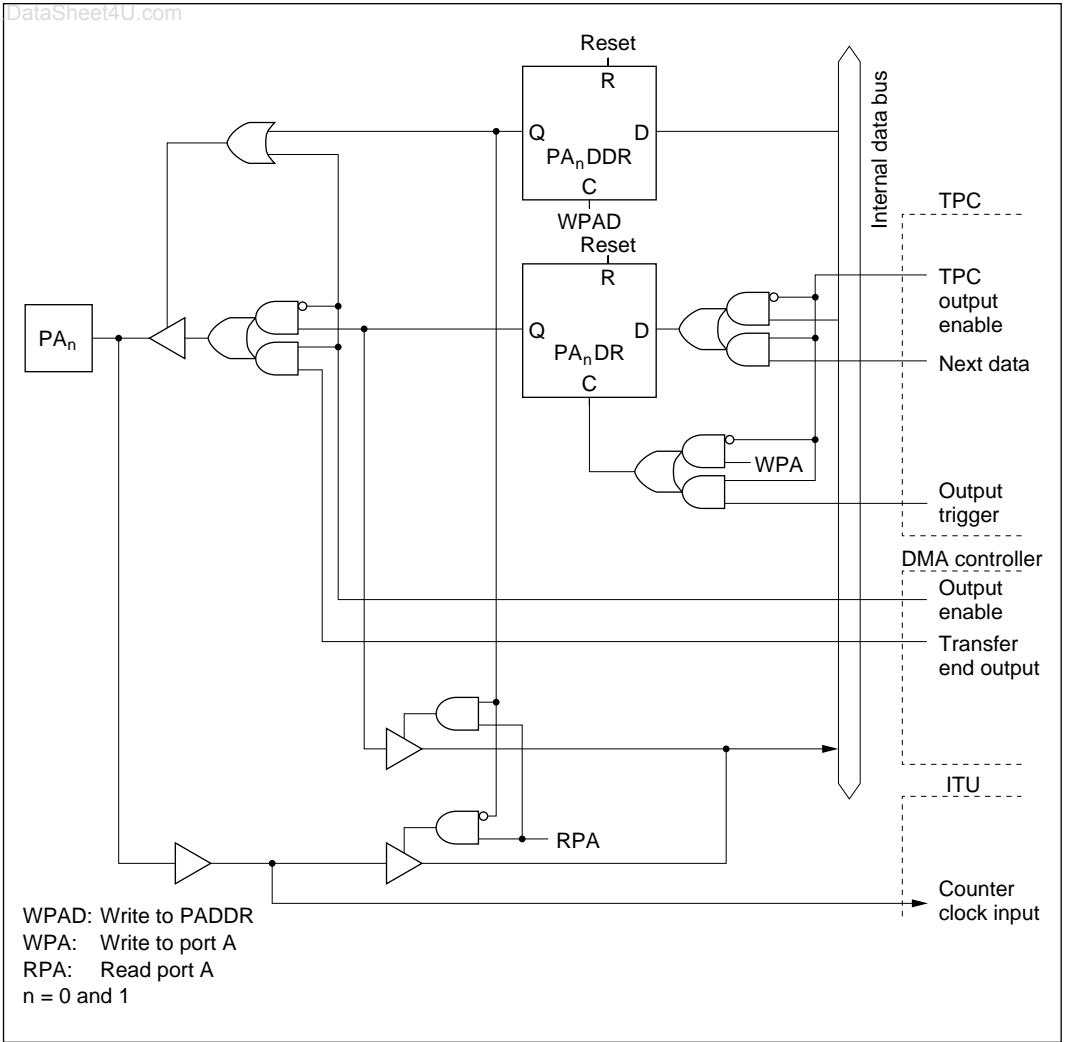 DataSheet4U.com
Reset
R
Q
D
PAnDDR
C
WPAD
Reset
R
Q
D
PAnDR
C
WPA
PAn
Internal data bus
TPC
TPC
output
enable
Next data
Output
trigger
DMA controller
Output
enable
Transfer
end output
ITU
RPA
Counter
clock input
WPAD: Write to PADDR
WPA: Write to port A
RPA: Read port A
n = 0 and 1